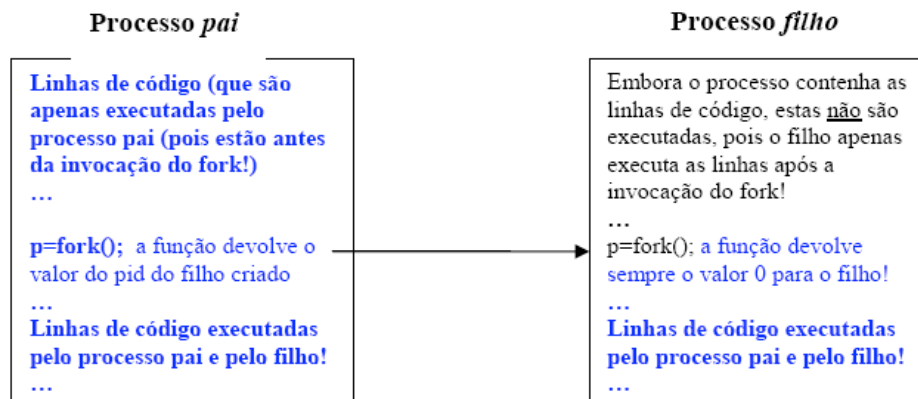 Processo pai
Linhas de código (que são
apenas executadas pelo
processo pai (pois estão antes
da invocação do fork!)
…
p=fork(); a função devolve o
valor do pid do filho criado
…
Linhas de código executadas
pelo processo pai e pelo filho!
…
Processo filho
Embora o processo contenha as
linhas de código, estas não são
executadas, pois o filho apenas
executa as linhas após a
invocação do fork!
…
p=fork(); a função devolve
sempre o valor 0 para o filho!
…
Linhas de código executadas
pelo processo pai e pelo filho!
…